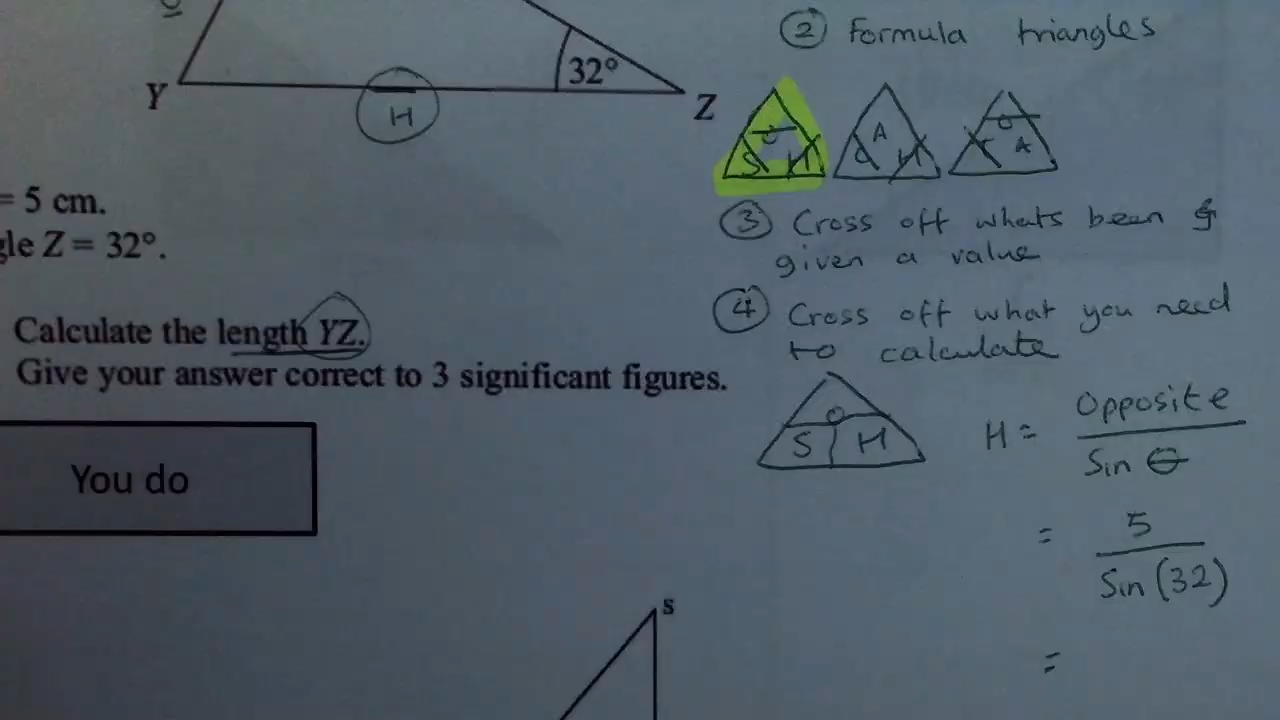 ② Formula triangles
32°
Y
H
Z
O
S H
A
C H
O
T A
= 5 cm.
gle Z = 32°.
③ Cross off whats been
given a value
④ Cross off what you need
to calculate
Calculate the length YZ.
Give your answer correct to 3 significant figures.
O
S H
H = Opposite
Sin θ
= 5
Sin (32)
=
You do
s